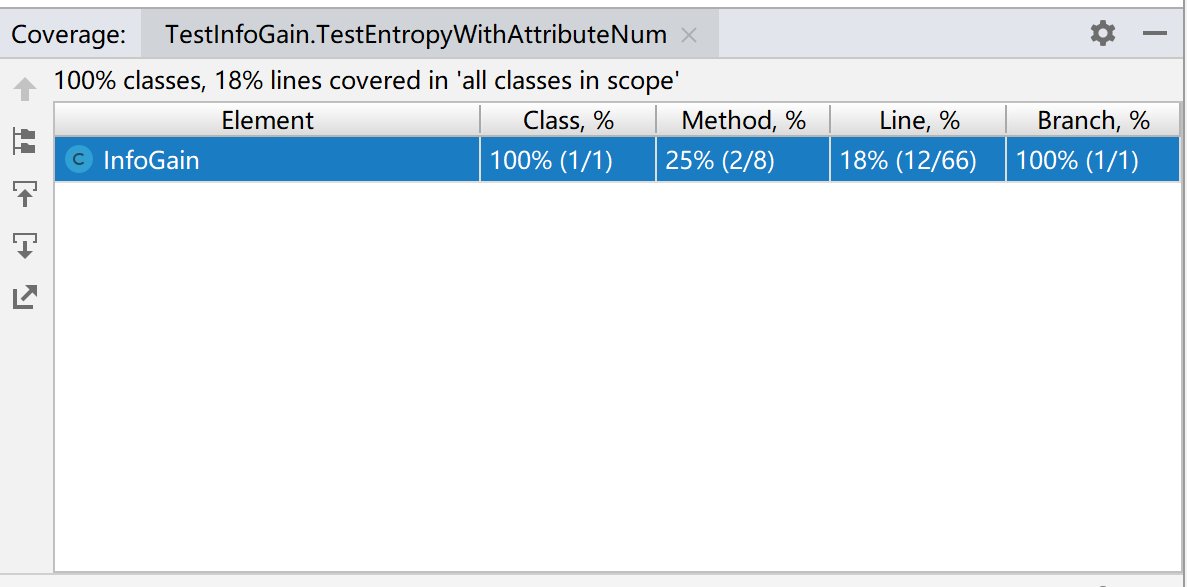 Coverage: TestInfoGain.TestEntropyWithAttributeNum
100% classes, 18% lines covered in 'all classes in scope'
Element Class, % Method, % Line, % Branch, %
C InfoGain 100% (1/1) 25% (2/8) 18% (12/66) 100% (1/1)